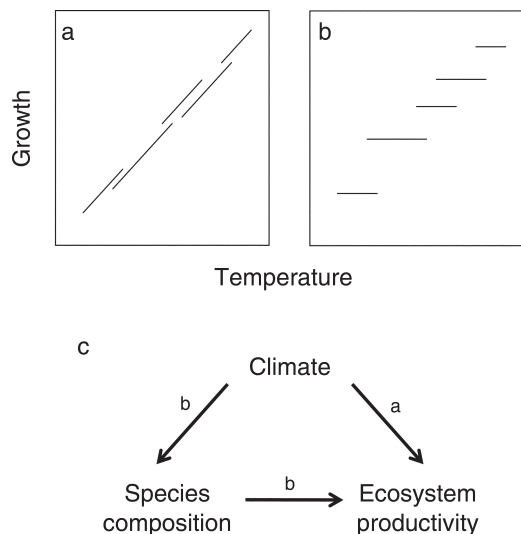 a
b
Growth
Temperature
c
Climate
b
a
Species
composition
b
Ecosystem
productivity